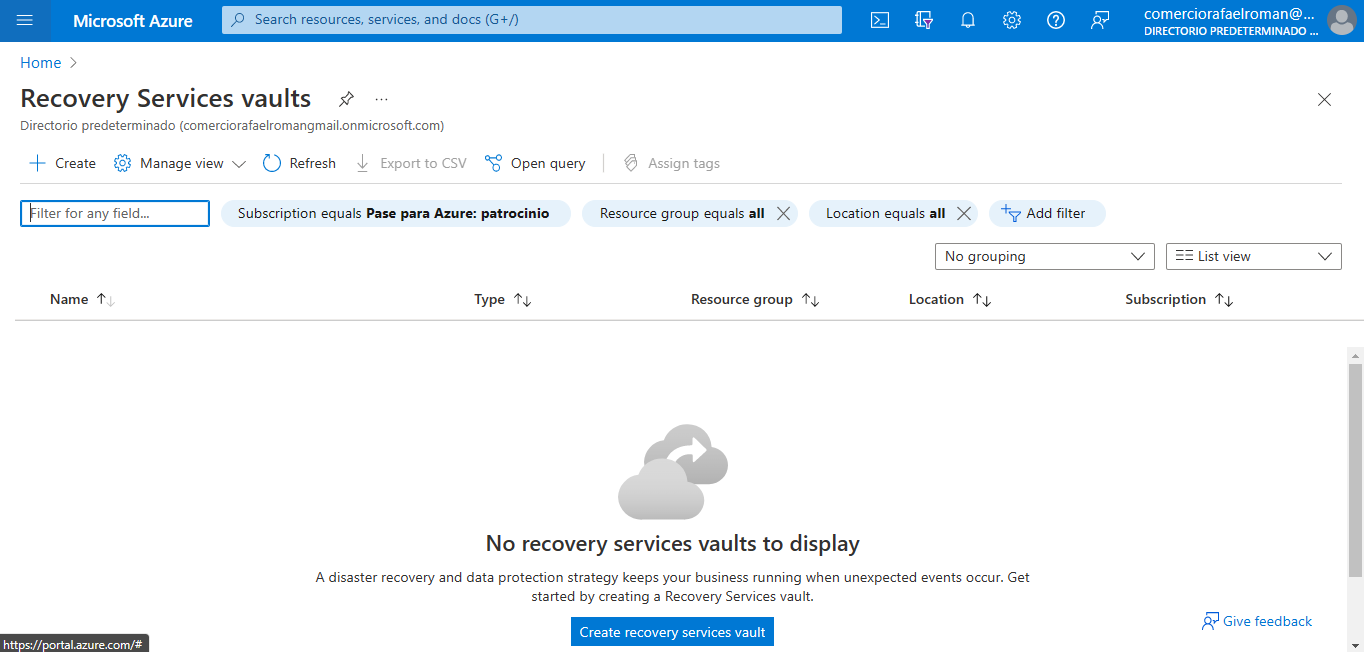 Microsoft Azure
Search resources, services, and docs (G+/)
comerciorafaelroman@...
DIRECTORIO PREDETERMINADO ...
Home
Recovery Services vaults
...
Directorio predeterminado (comerciorafaelromangmail.onmicrosoft.com)
Create
Manage view
Refresh
Export to CSV
Open query
Assign tags
Filter for any field...
Subscription equals Pase para Azure: patrocinio
Resource group equals all
Location equals all
Add filter
No grouping
List view
Name
Type
Resource group
Location
Subscription
No recovery services vaults to display
A disaster recovery and data protection strategy keeps your business running when unexpected events occur. Get
started by creating a Recovery Services vault.
Create recovery services vault
Give feedback
https://portal.azure.com/#